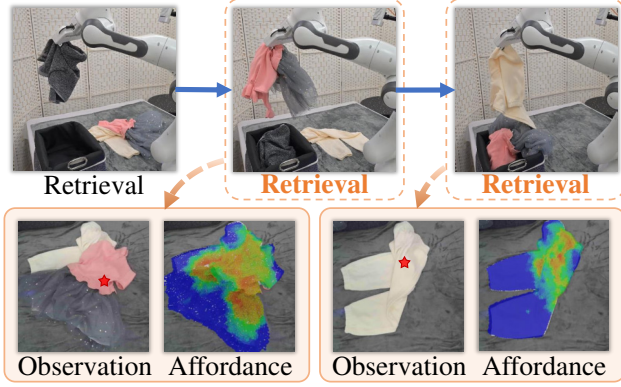 Retrieval
Retrieval
Retrieval
Observation
Affordance
Observation
Affordance